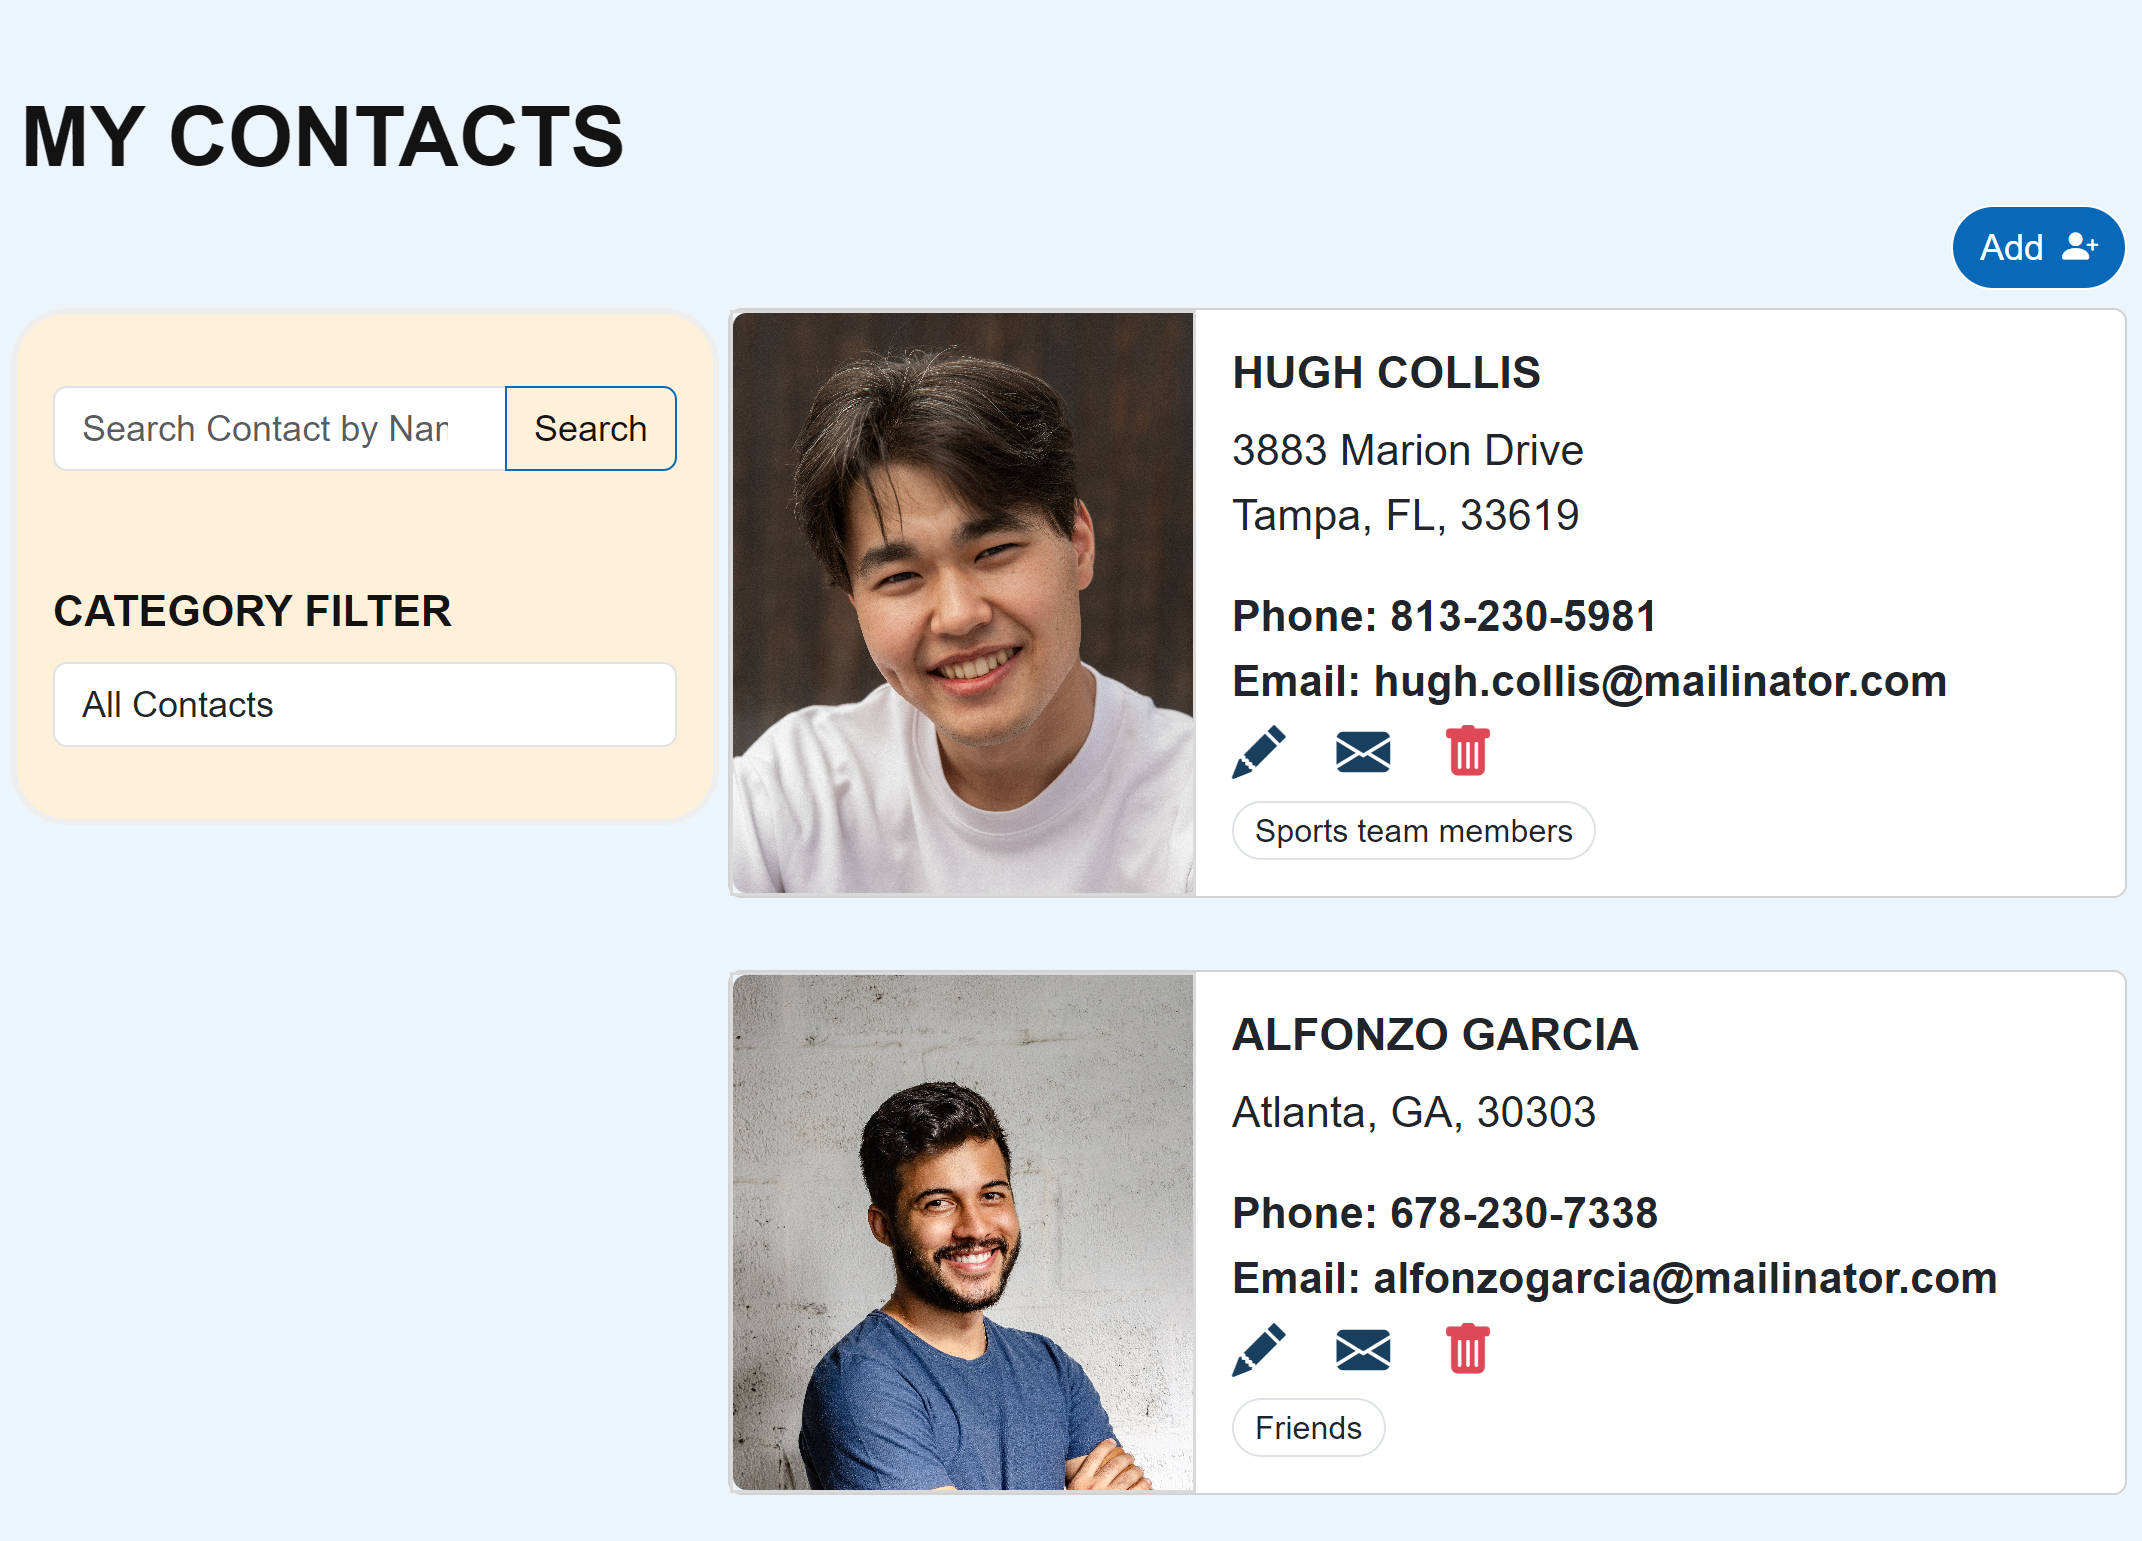 MY CONTACTS
Add
Search Contact by Nar
Search
CATEGORY FILTER
All Contacts
HUGH COLLIS
3883 Marion Drive
Tampa, FL, 33619
Phone: 813-230-5981
Email: hugh.collis@mailinator.com
Sports team members
ALFONZO GARCIA
Atlanta, GA, 30303
Phone: 678-230-7338
Email: alfonzogarcia@mailinator.com
Friends